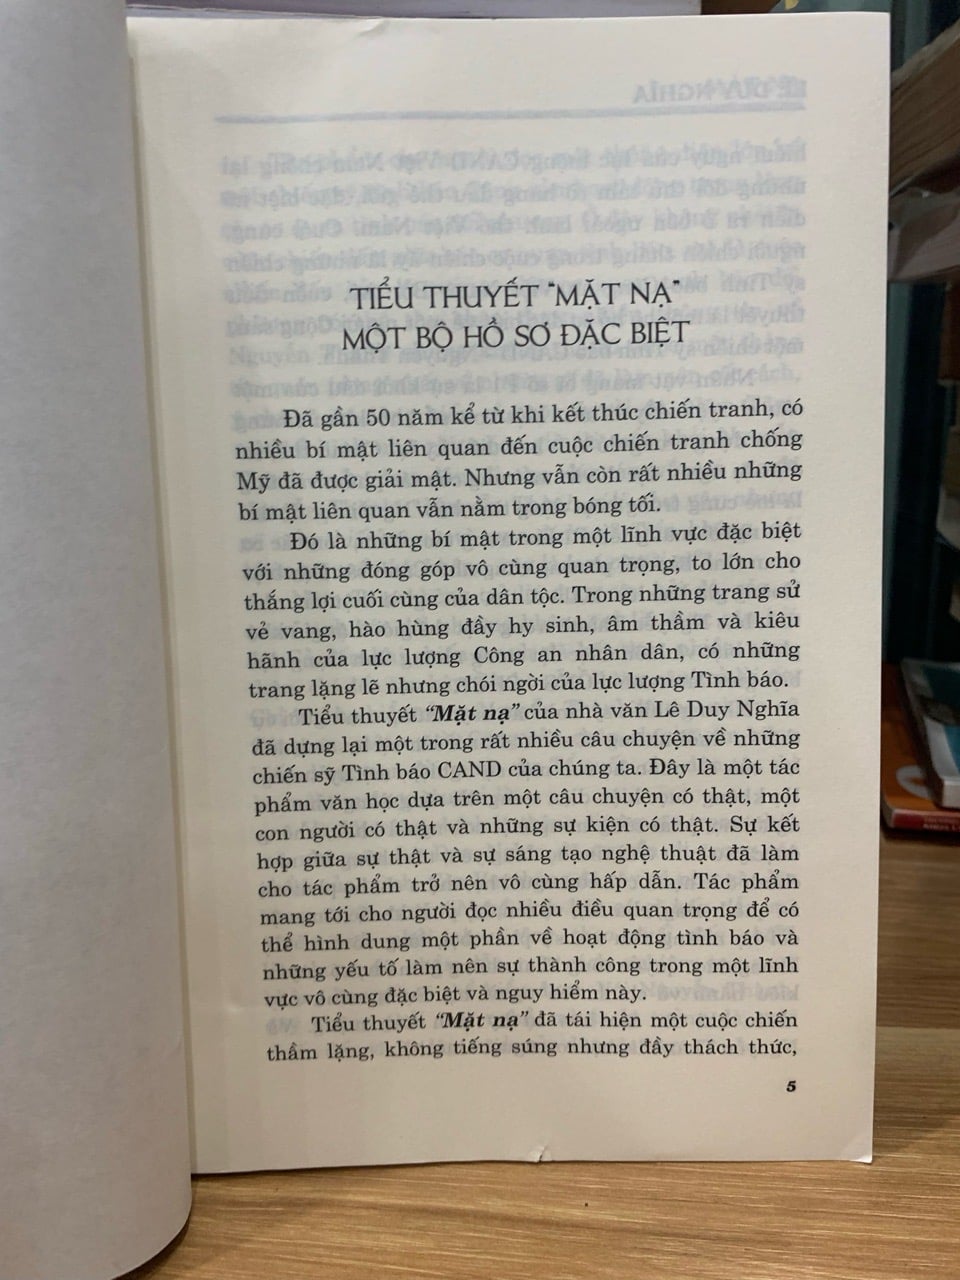 TIỂU THUYẾT "MẶT NẠ"
MỘT BỘ HỒ SƠ ĐẶC BIỆT
Đã gần 50 năm kể từ khi kết thúc chiến tranh, có
nhiều bí mật liên quan đến cuộc chiến tranh chống
Mỹ đã được giải mật. Nhưng vẫn còn rất nhiều những
bí mật liên quan vẫn nằm trong bóng tối.
Đó là những bí mật trong một lĩnh vực đặc biệt
với những đóng góp vô cùng quan trọng, to lớn cho
thắng lợi cuối cùng của dân tộc. Trong những trang sử
vẻ vang, hào hùng đầy hy sinh, âm thầm và kiêu
hãnh của lực lượng Công an nhân dân, có những
trang lặng lẽ nhưng chói ngời của lực lượng Tình báo.
Tiểu thuyết "Mặt nạ" của nhà văn Lê Duy Nghĩa
đã dựng lại một trong rất nhiều câu chuyện về những
chiến sỹ Tình báo CAND của chúng ta. Đây là một tác
phẩm văn học dựa trên một câu chuyện có thật, một
con người có thật và những sự kiện có thật. Sự kết
hợp giữa sự thật và sự sáng tạo nghệ thuật đã làm
cho tác phẩm trở nên vô cùng hấp dẫn. Tác phẩm
mang tới cho người đọc nhiều điều quan trọng để có
thể hình dung một phần về hoạt động tình báo và
những yếu tố làm nên sự thành công trong một lĩnh
vực vô cùng đặc biệt và nguy hiểm này.
Tiểu thuyết "Mặt nạ" đã tái hiện một cuộc chiến
thầm lặng, không tiếng súng nhưng đầy thách thức,
5